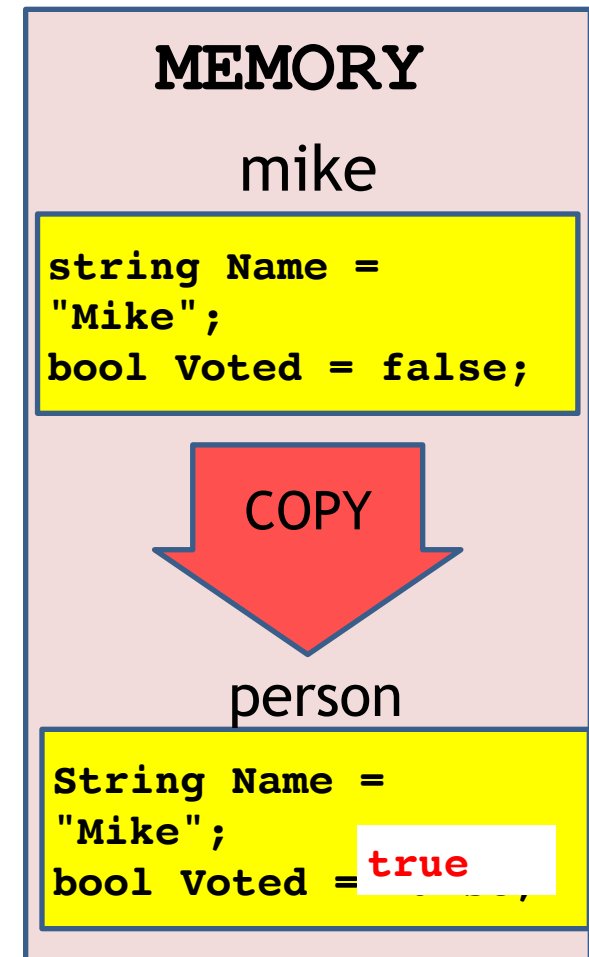 MEMORY
mike
string Name =
"Mike";
bool Voted = false;
COPY
person
String Name =
"Mike";
bool Voted = true